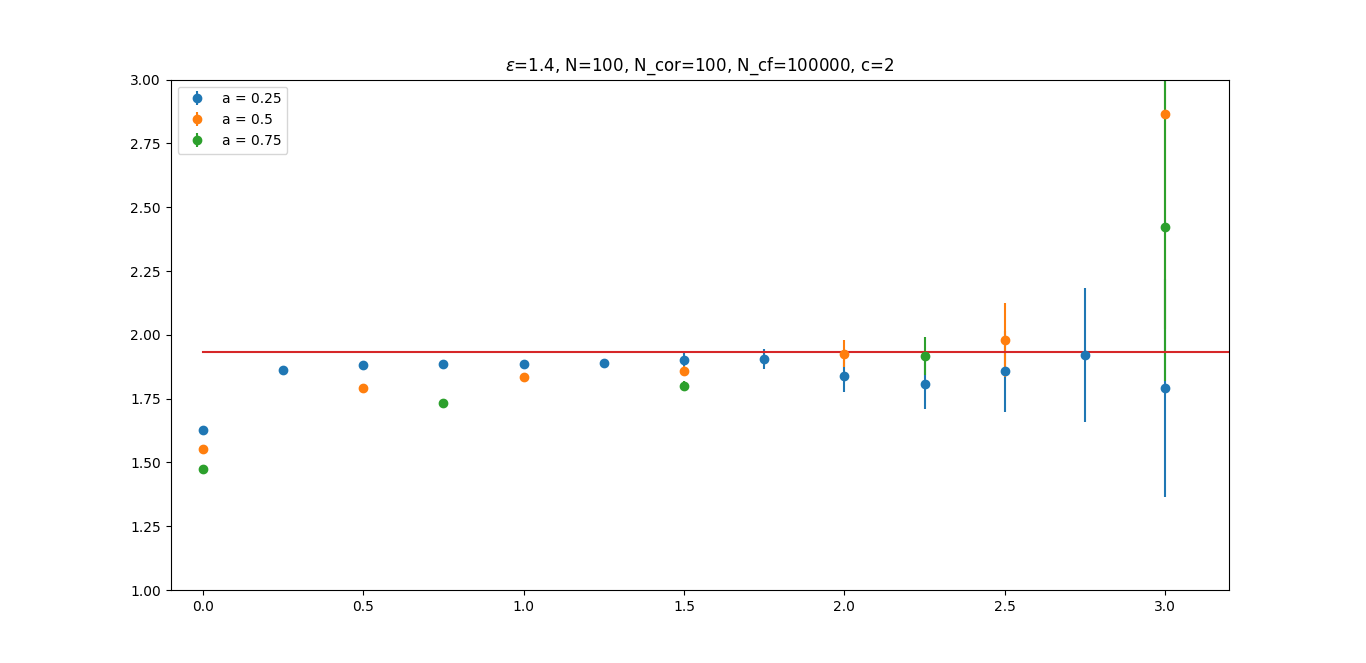 ε=1.4, N=100, N_cor=100, N_cf=100000, c=2
3.00
2.75
2.50
2.25
2.00
1.75
1.50
1.25
1.00
a = 0.25
a = 0.5
a = 0.75
0.0 0.5 1.0 1.5 2.0 2.5 3.0